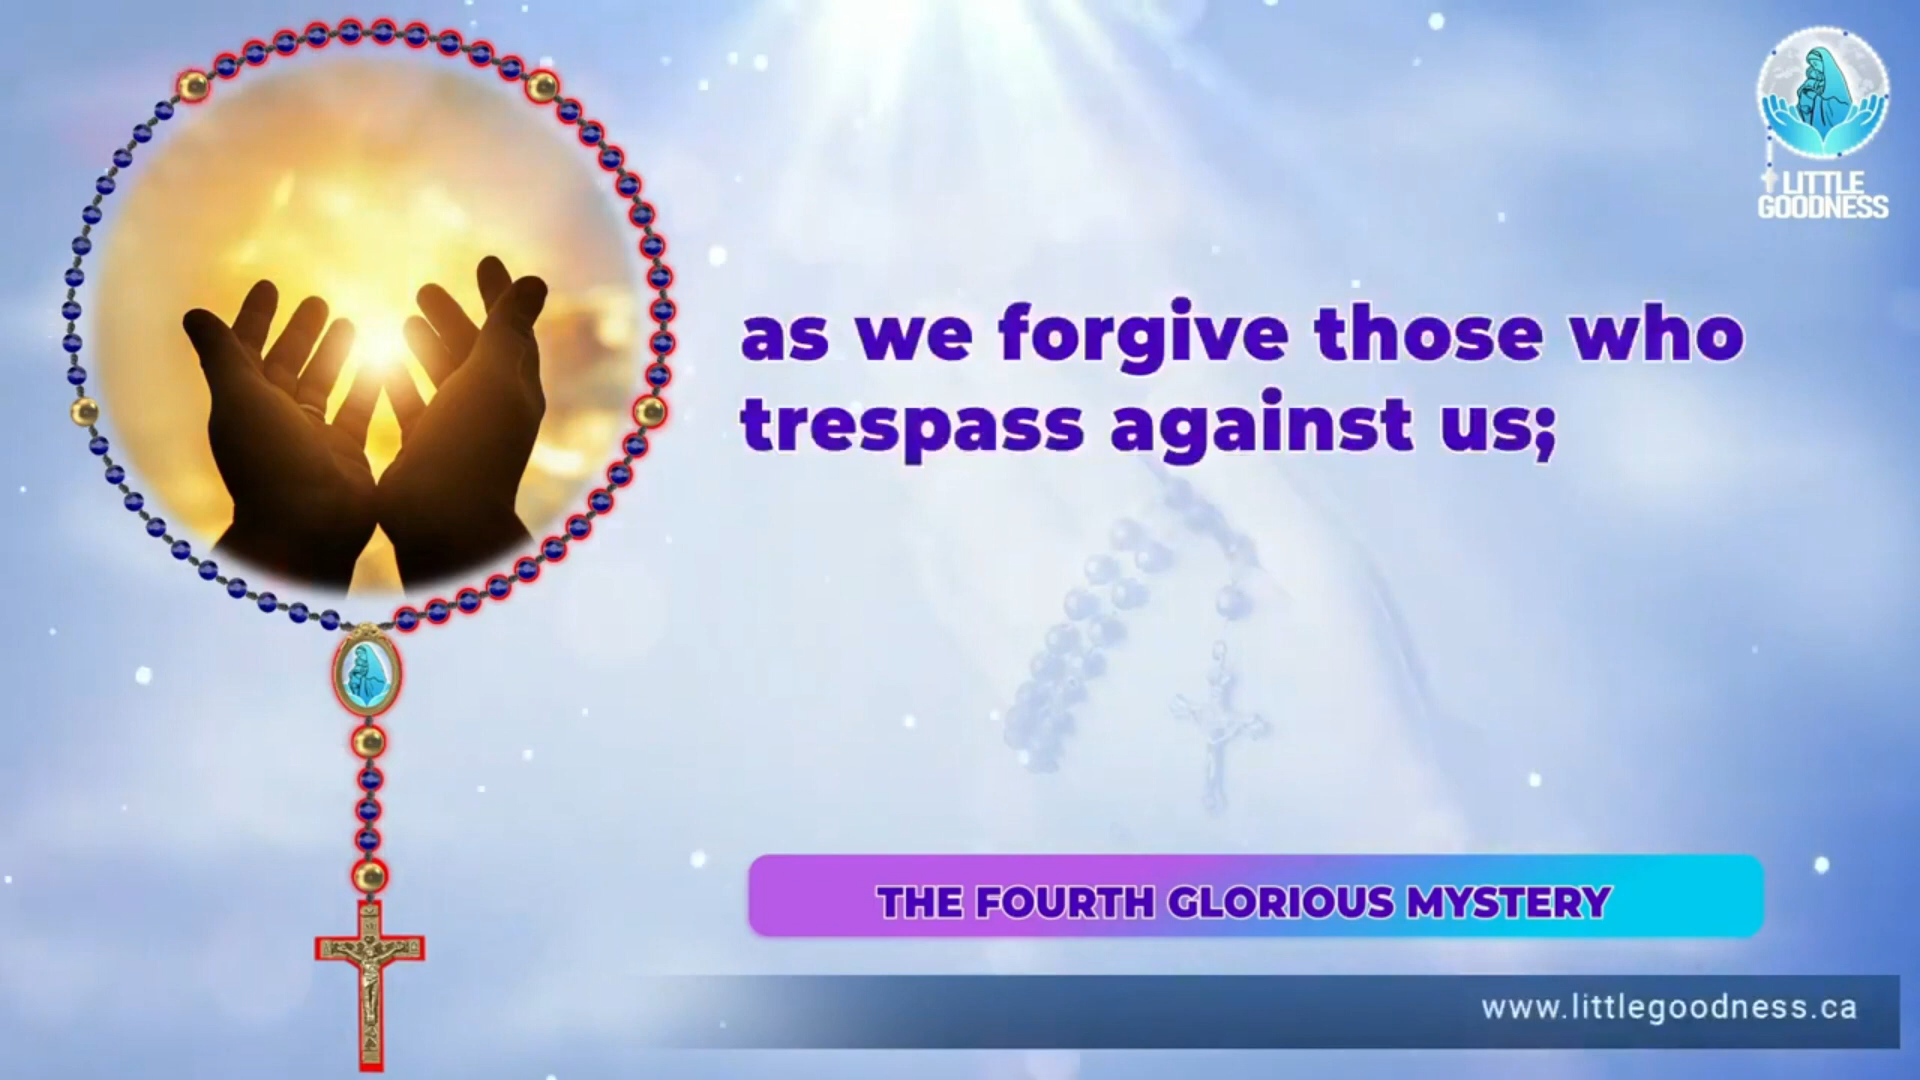 LITTLE
GOODNESS
as we forgive those who
trespass against us;
THE FOURTH GLORIOUS MYSTERY
www.littlegoodness.ca